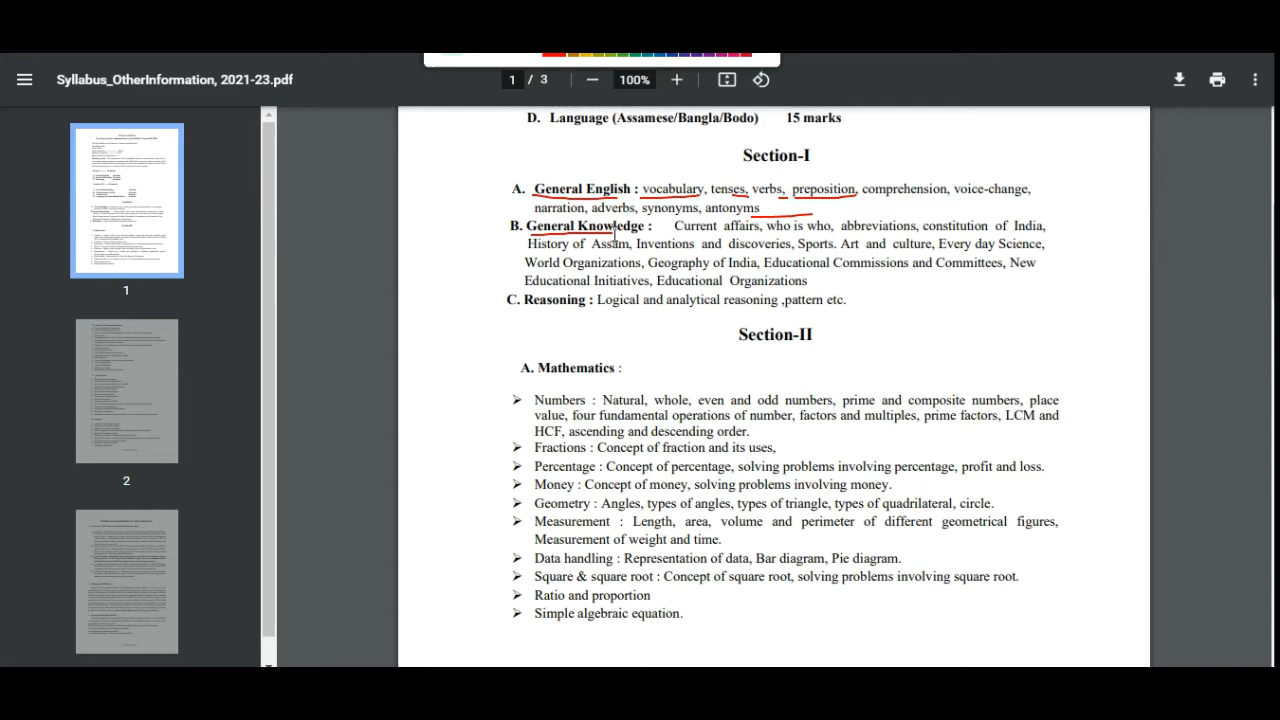 Syllabus_OtherInformation, 2021-23.pdf
1 / 3
100%
D. Language (Assamese/Bangla/Bodo) 15 marks
Section-I
A. General English : vocabulary, tenses, verbs, preposition, comprehension, voice-change,
narration, adverbs, synonyms, antonyms
B. General Knowledge : Current affairs, who is who, abbreviations, constitution of India,
History of Assam, Inventions and discoveries, art and culture, Every day Science,
World Organizations, Geography of India, Educational Commissions and Committees, New
Educational Initiatives, Educational Organizations
C. Reasoning : Logical and analytical reasoning ,pattern etc.
Section-II
A. Mathematics :
➢ Numbers : Natural, whole, even and odd numbers, prime and composite numbers, place
value, four fundamental operations of number, factors and multiples, prime factors, LCM and
HCF, ascending and descending order.
➢ Fractions : Concept of fraction and its uses,
➢ Percentage : Concept of percentage, solving problems involving percentage, profit and loss.
➢ Money : Concept of money, solving problems involving money.
➢ Geometry : Angles, types of angles, types of triangle, types of quadrilateral, circle.
➢ Measurement : Length, area, volume and perimeter of different geometrical figures,
Measurement of weight and time.
➢ Data handling : Representation of data, Bar diagram, Pie diagram.
➢ Square & square root : Concept of square root, solving problems involving square root.
➢ Ratio and proportion
➢ Simple algebraic equation.
1
2